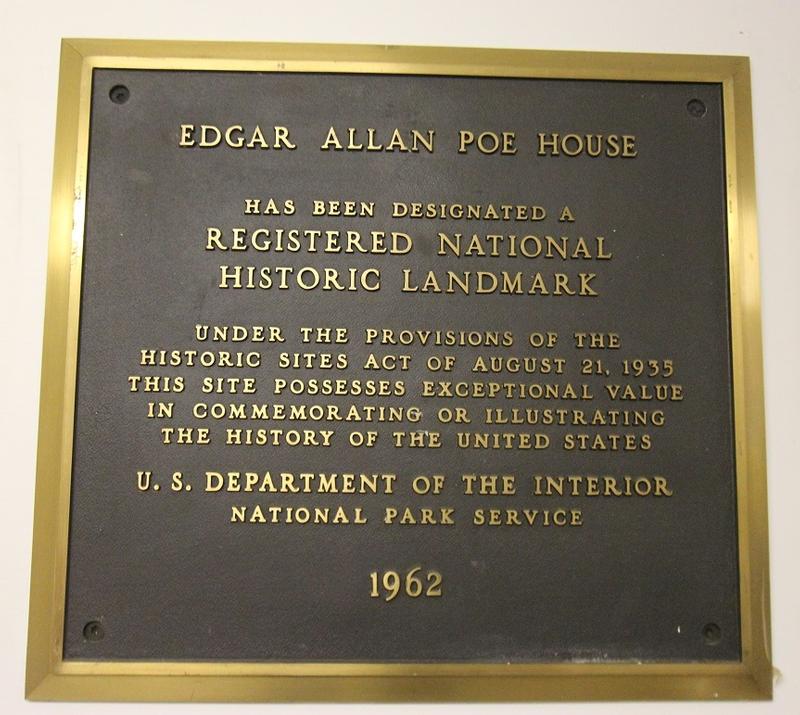 EDGAR ALLAN POE HOUSE
HAS BEEN DESIGNATED A
REGISTERED NATIONAL
HISTORIC LANDMARK
UNDER THE PROVISIONS OF THE
HISTORIC SITES ACT OF AUGUST 21, 1935
THIS SITE POSSESSES EXCEPTIONAL VALUE
IN COMMEMORATING OR ILLUSTRATING
THE HISTORY OF THE UNITED STATES
U. S. DEPARTMENT OF THE INTERIOR
NATIONAL PARK SERVICE
1962